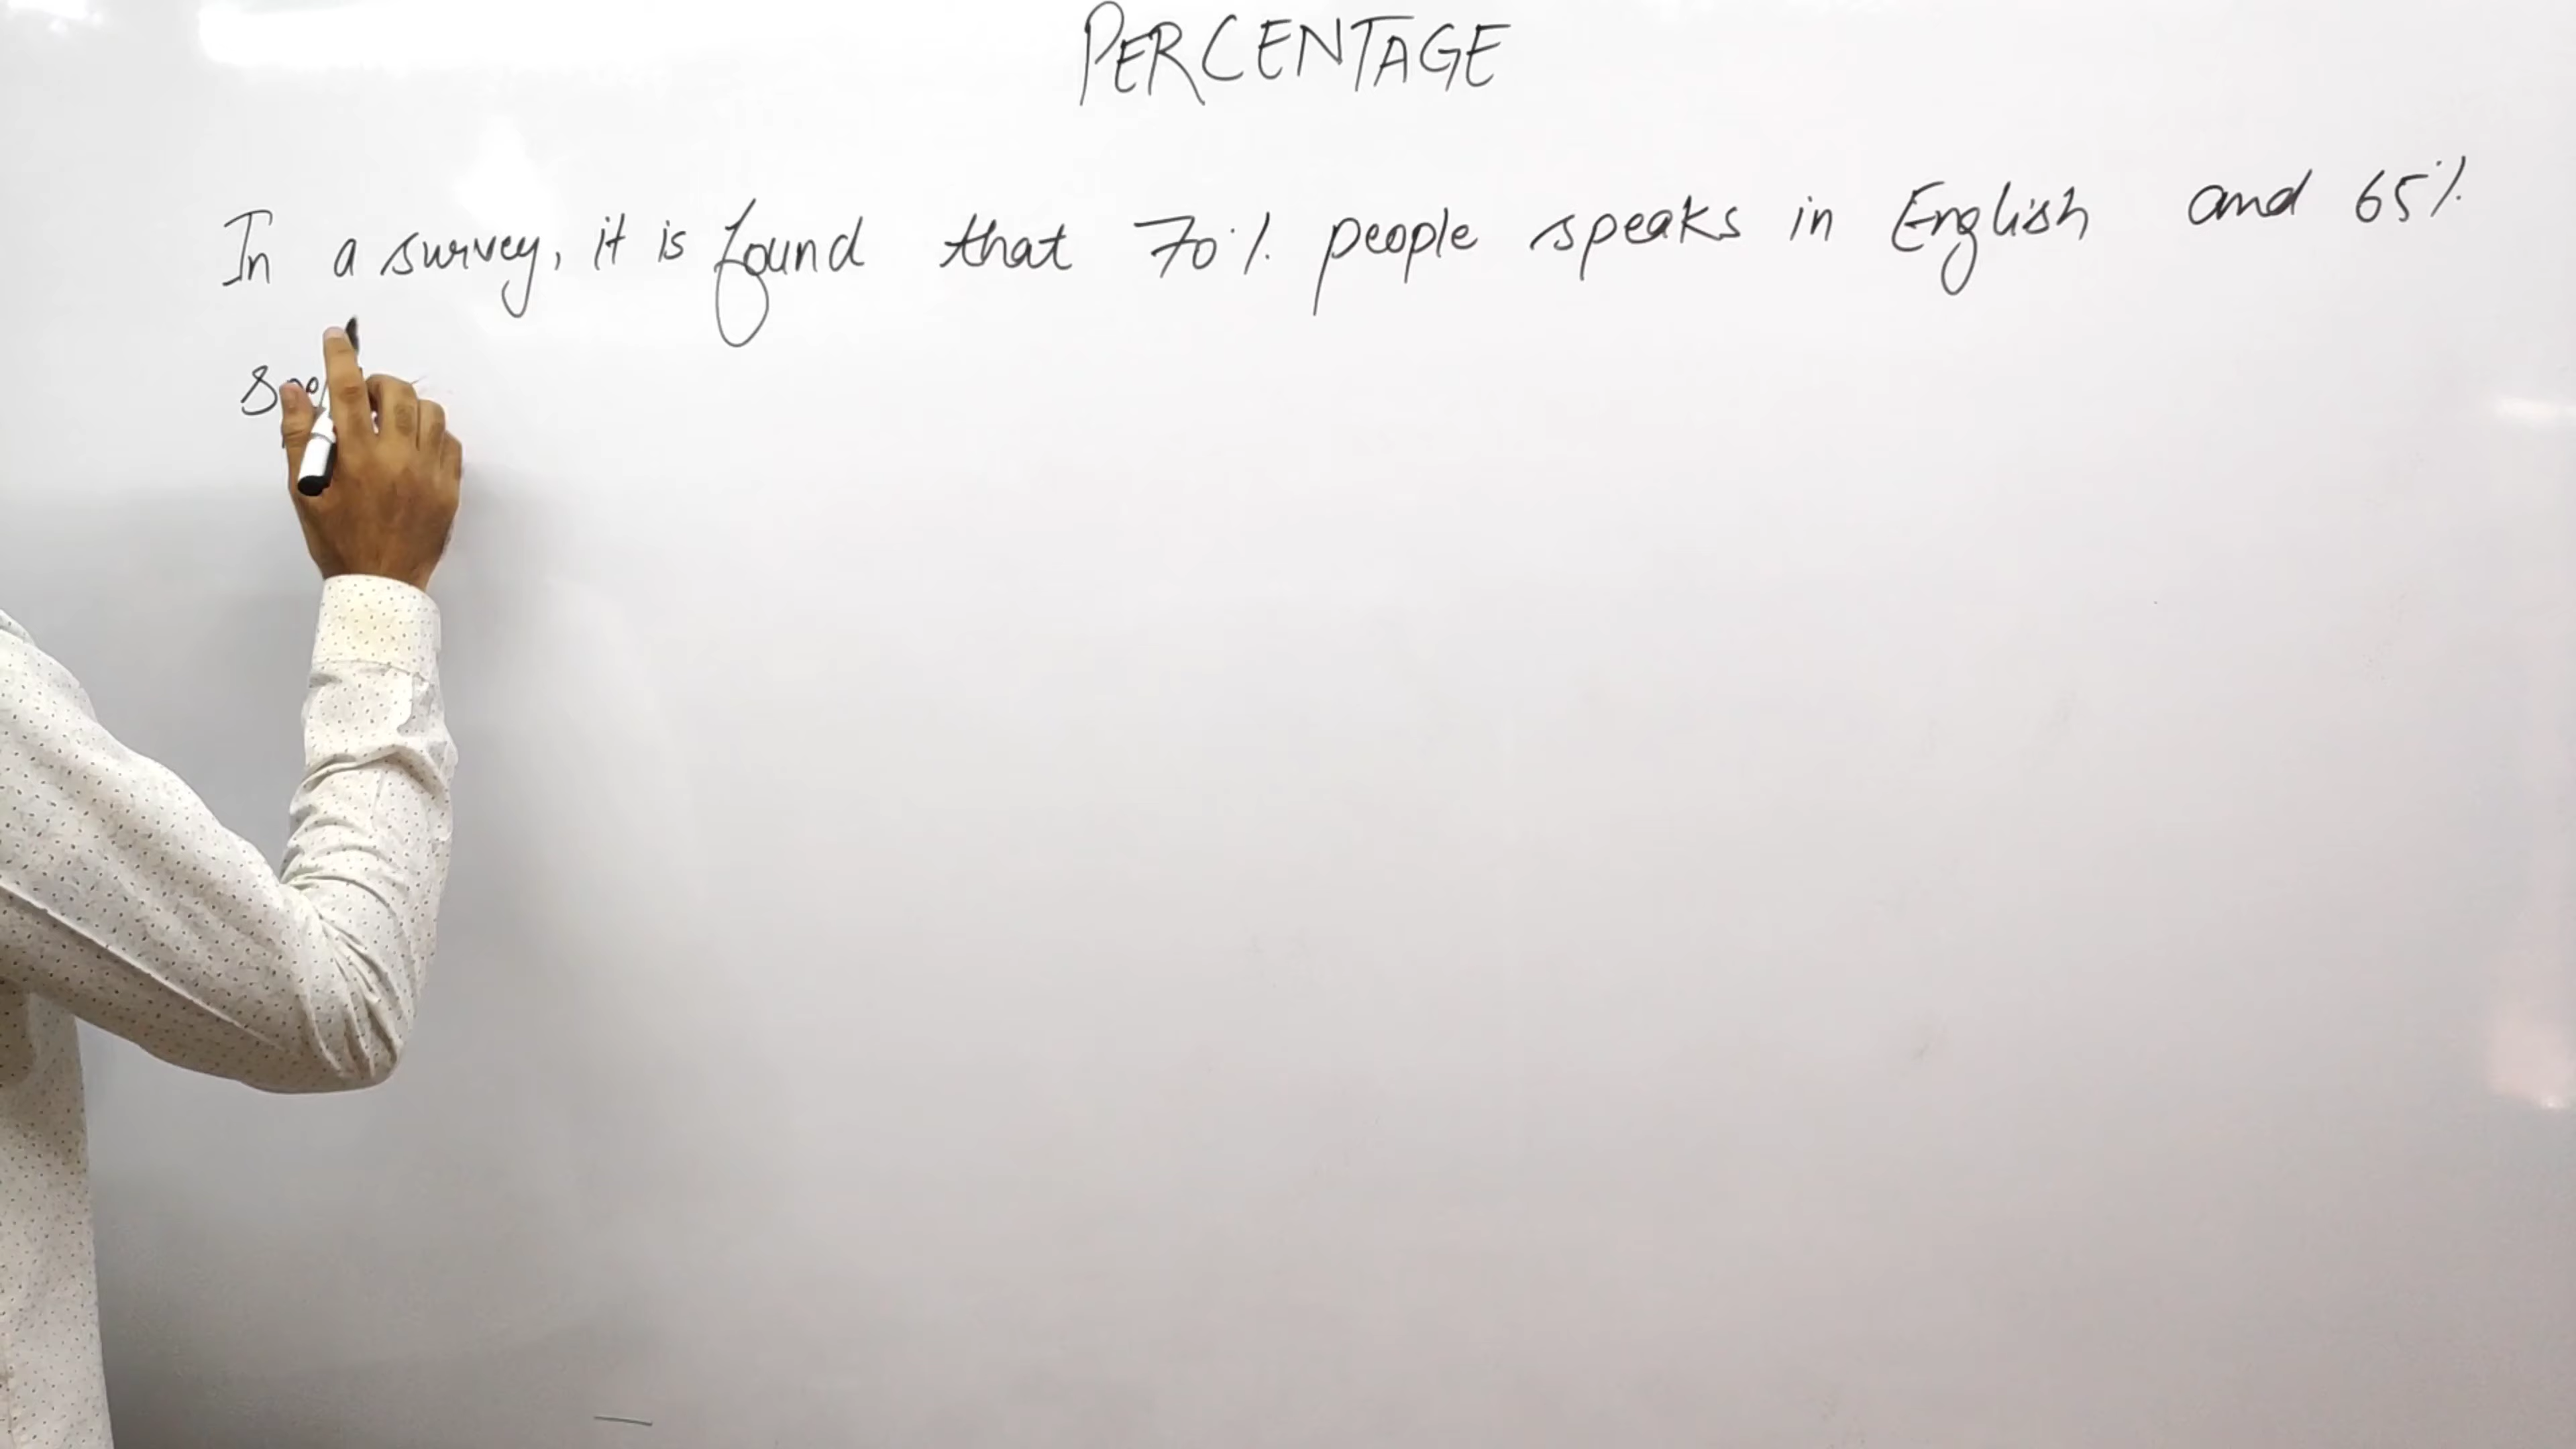 PERCENTAGE
In a survey, it is found that 70% people speaks in English and 65%